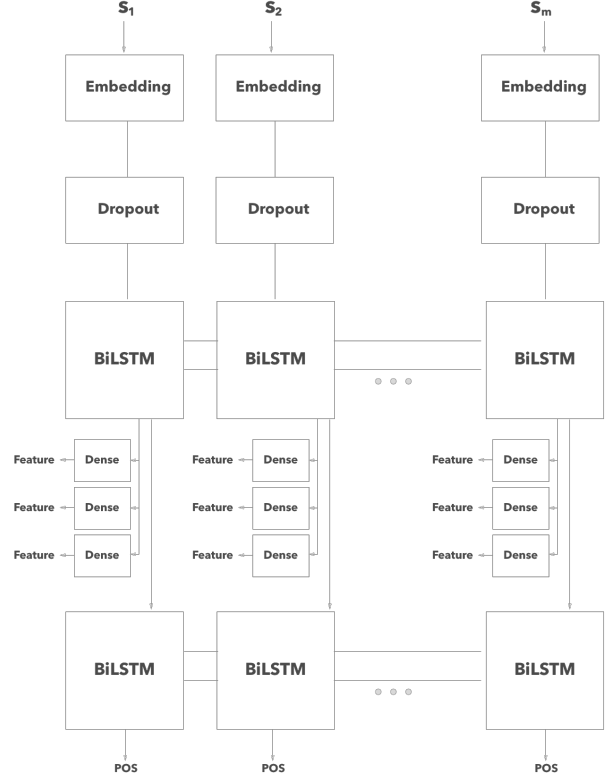 S1 S2 Sm
Embedding Embedding Embedding
Dropout Dropout Dropout
BiLSTM BiLSTM BiLSTM
Feature Dense Feature Dense Feature Dense
Feature Dense Feature Dense Feature Dense
Feature Dense Feature Dense Feature Dense
BiLSTM BiLSTM BiLSTM
POS POS POS